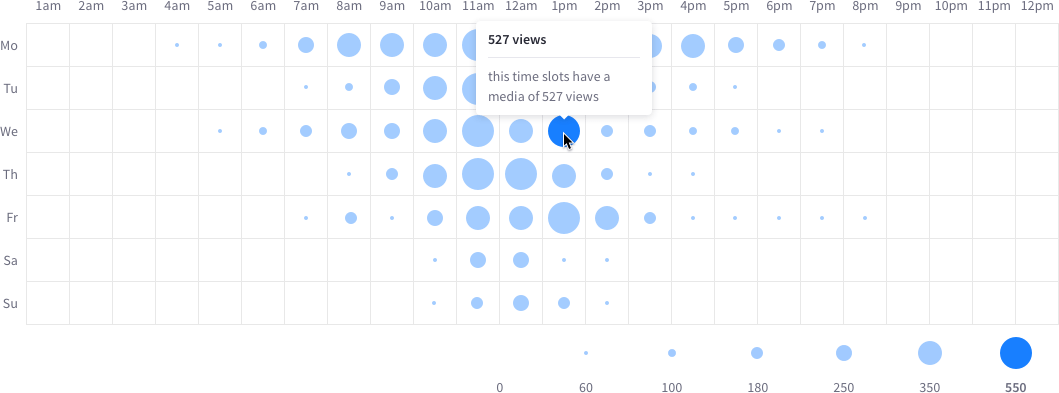 1am 2am 3am 4am 5am 6am 7am 8am 9am 10am 11am 12am 1pm 2pm 3pm 4pm 5pm 6pm 7pm 8pm 9pm 10pm 11pm 12pm
Mo
527 views
this time slots have a
Tu
media of 527 views
We
Th
Fr
Sa
Su
0 60 100 180 250 350 550